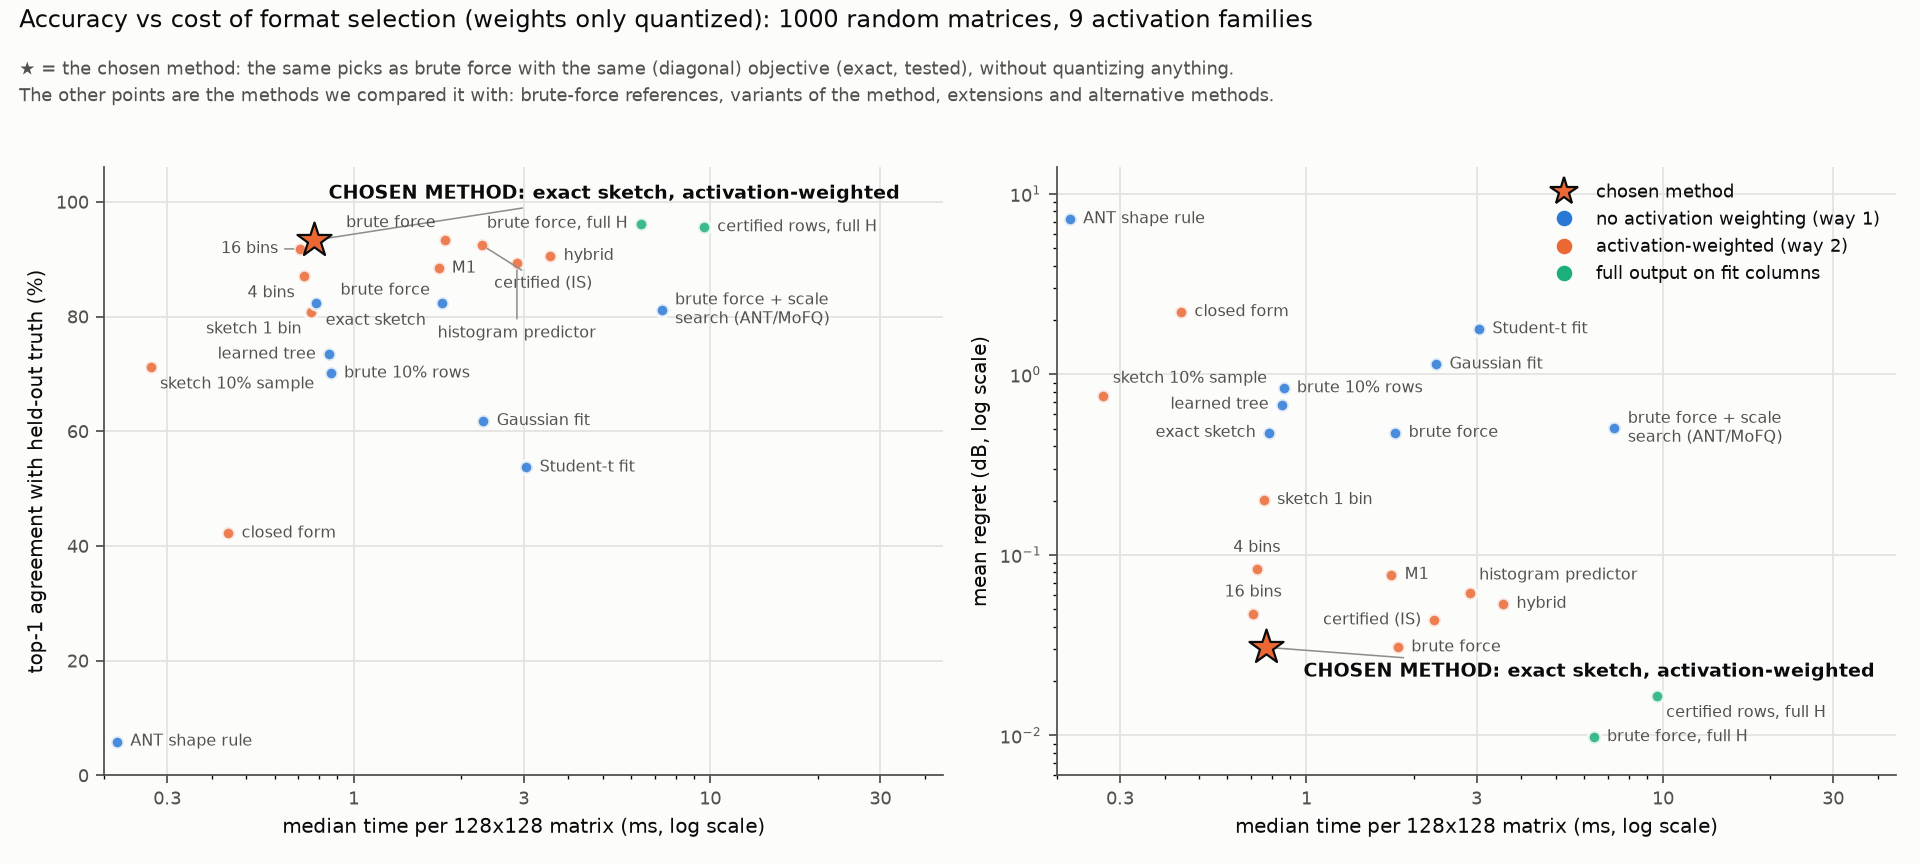 Accuracy vs cost of format selection (weights only quantized): 1000 random matrices, 9 activation families
★ = the chosen method: the same picks as brute force with the same (diagonal) objective (exact, tested), without quantizing anything.
The other points are the methods we compared it with: brute-force references, variants of the method, extensions and alternative methods.
CHOSEN METHOD: exact sketch, activation-weighted
brute force
brute force, full H
certified rows, full H
16 bins
hybrid
M1
certified (IS)
4 bins
brute force
brute force + scale
search (ANT/MoFQ)
exact sketch
sketch 1 bin
histogram predictor
learned tree
brute 10% rows
sketch 10% sample
Gaussian fit
Student-t fit
closed form
ANT shape rule
100
80
60
40
20
0
top-1 agreement with held-out truth (%)
0.3
1
3
10
30
median time per 128x128 matrix (ms, log scale)
chosen method
no activation weighting (way 1)
activation-weighted (way 2)
full output on fit columns
ANT shape rule
closed form
Student-t fit
Gaussian fit
sketch 10% sample
brute 10% rows
learned tree
brute force + scale
search (ANT/MoFQ)
exact sketch
brute force
sketch 1 bin
4 bins
M1
histogram predictor
16 bins
hybrid
certified (IS)
brute force
CHOSEN METHOD: exact sketch, activation-weighted
certified rows, full H
brute force, full H
10¹
10⁰
10⁻¹
10⁻²
mean regret (dB, log scale)
0.3
1
3
10
30
median time per 128x128 matrix (ms, log scale)